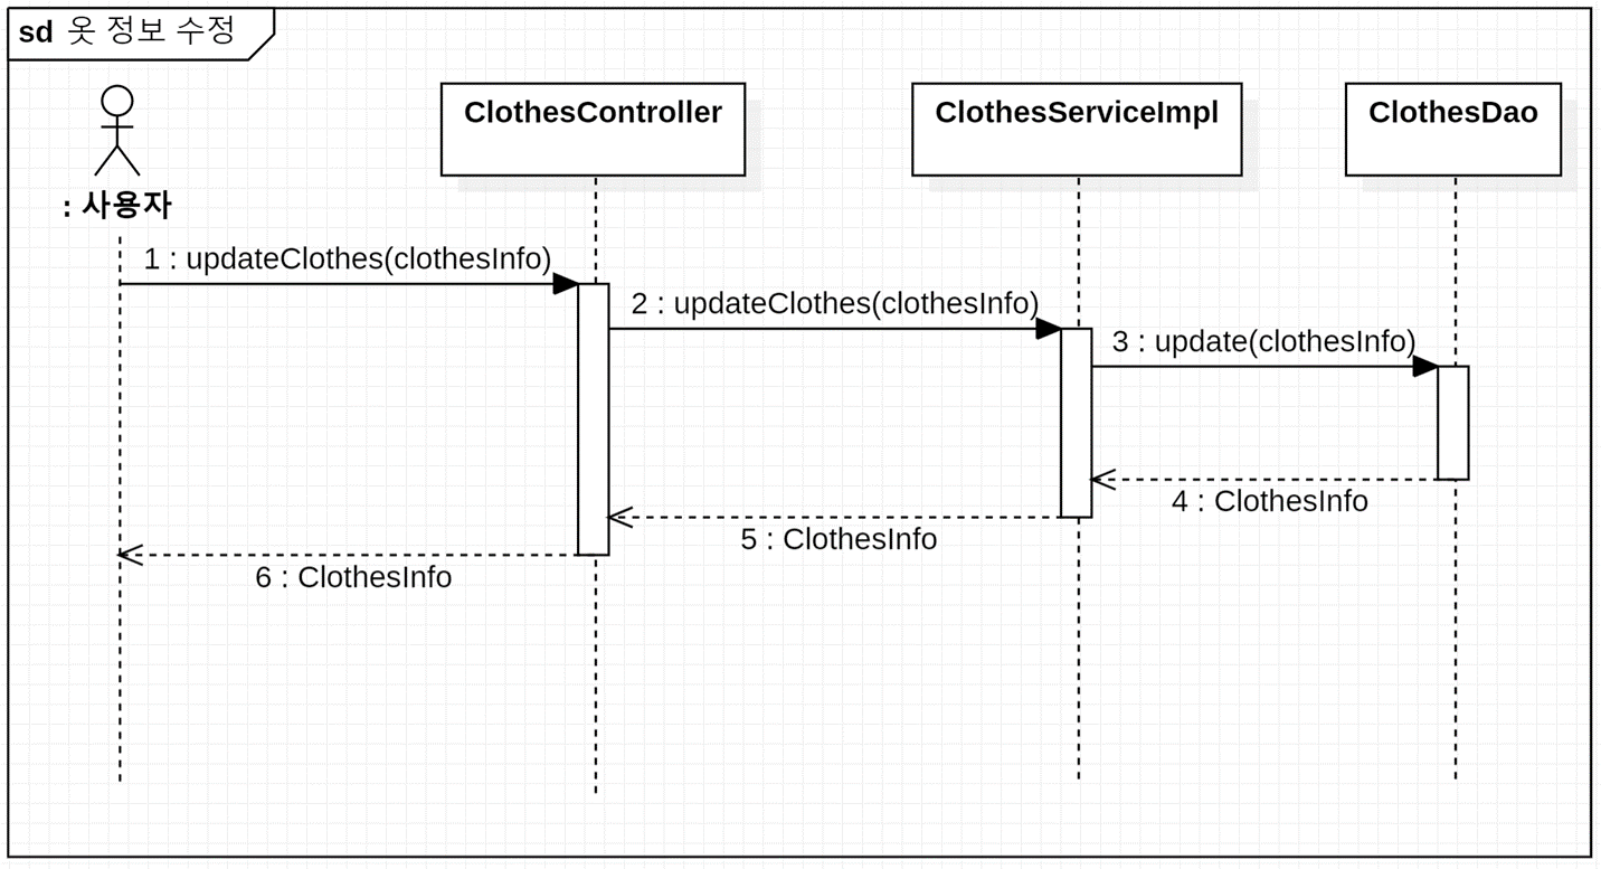 sd 옷 정보 수정
ClothesController
ClothesServiceImpl
ClothesDao
: 사용자
1 : updateClothes(clothesInfo)
2 : updateClothes(clothesInfo)
3 : update(clothesInfo)
4 : ClothesInfo
5 : ClothesInfo
6 : ClothesInfo